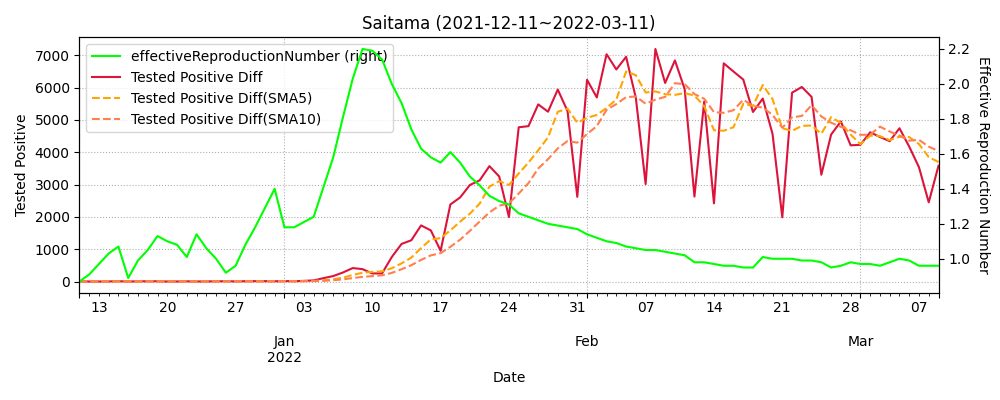 Saitama (2021-12-11~2022-03-11)
effectiveReproductionNumber (right)
Tested Positive Diff
Tested Positive Diff(SMA5)
Tested Positive Diff(SMA10)
Tested Positive
7000
6000
5000
4000
3000
2000
1000
0
2.2
2.0
1.8
1.6
1.4
1.2
1.0
Effective Reproduction Number
13 20 27 03 10 17 24 31 07 14 21 28 07
Jan Feb Mar
2022
Date